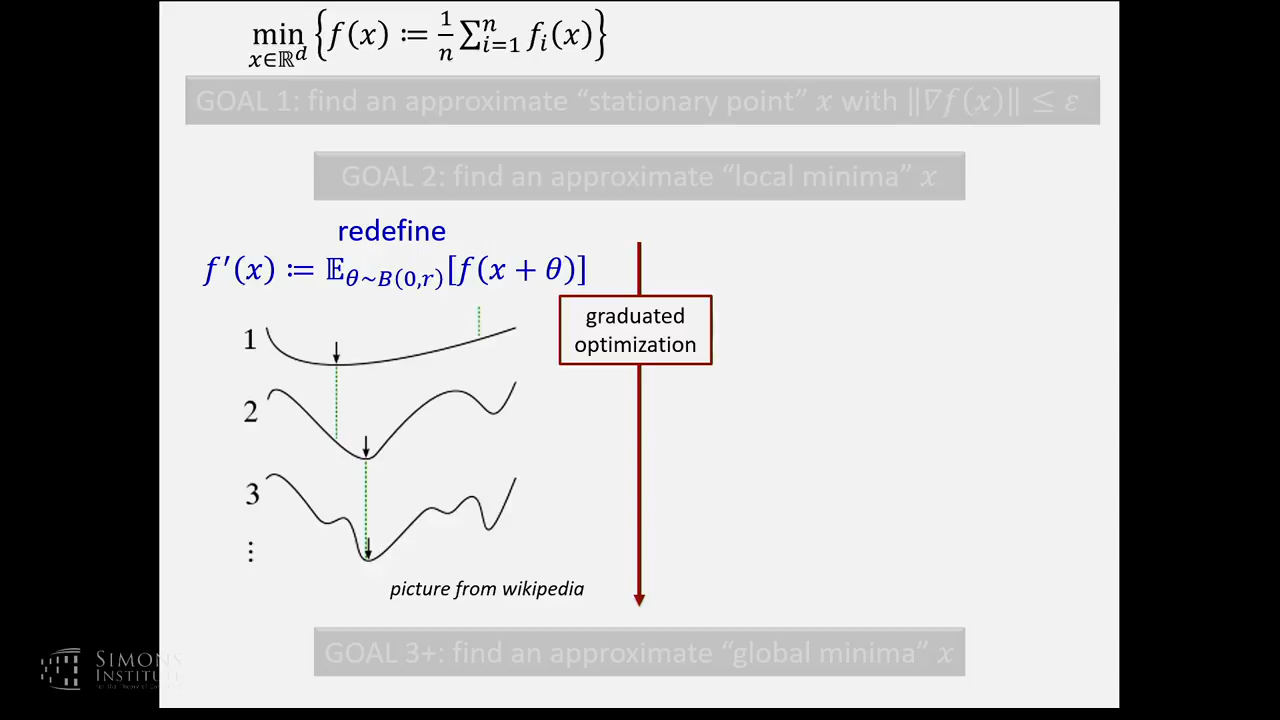 min_{x∈ℝ^d} {f(x) ≔ 1/n ∑_{i=1}^{n} f_i(x)}
GOAL 1: find an approximate “stationary point” x with ‖∇f(x)‖ ≤ ε
GOAL 2: find an approximate “local minima” x
redefine
f′(x) ≔ 𝔼_{θ~B(0,r)}[f(x + θ)]
graduated
optimization
1
2
3
⋮
picture from wikipedia
GOAL 3+: find an approximate “global minima” x
SIMONS
INSTITUTE